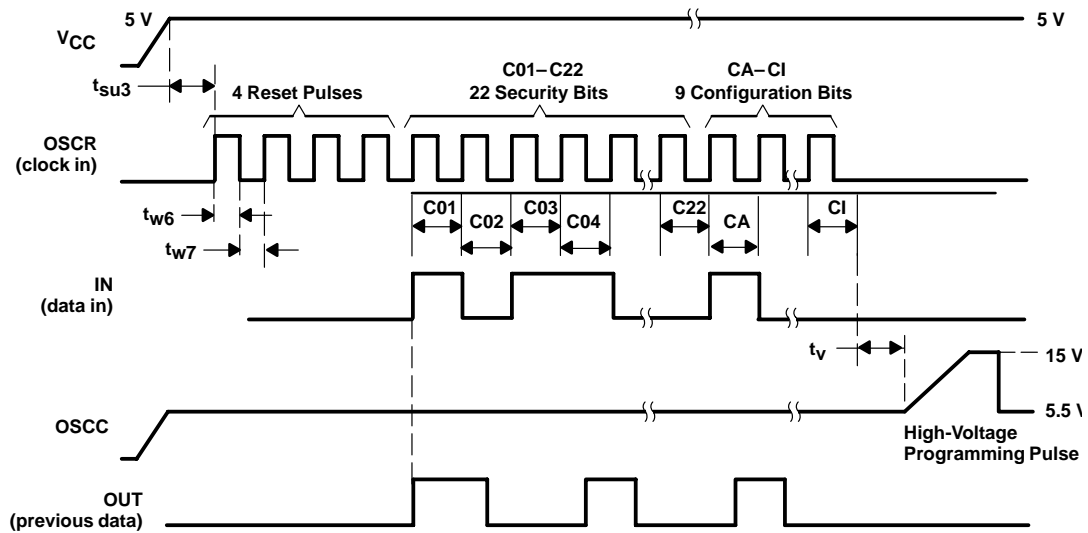 5 V
5 V
VCC
tsu3
4 Reset Pulses
C01–C22
22 Security Bits
CA–CI
9 Configuration Bits
OSCR
(clock in)
tw6
tw7
C01
C02
C03
C04
C22
CA
CI
IN
(data in)
tv
15 V
5.5 V
OSCC
High-Voltage
Programming Pulse
OUT
(previous data)